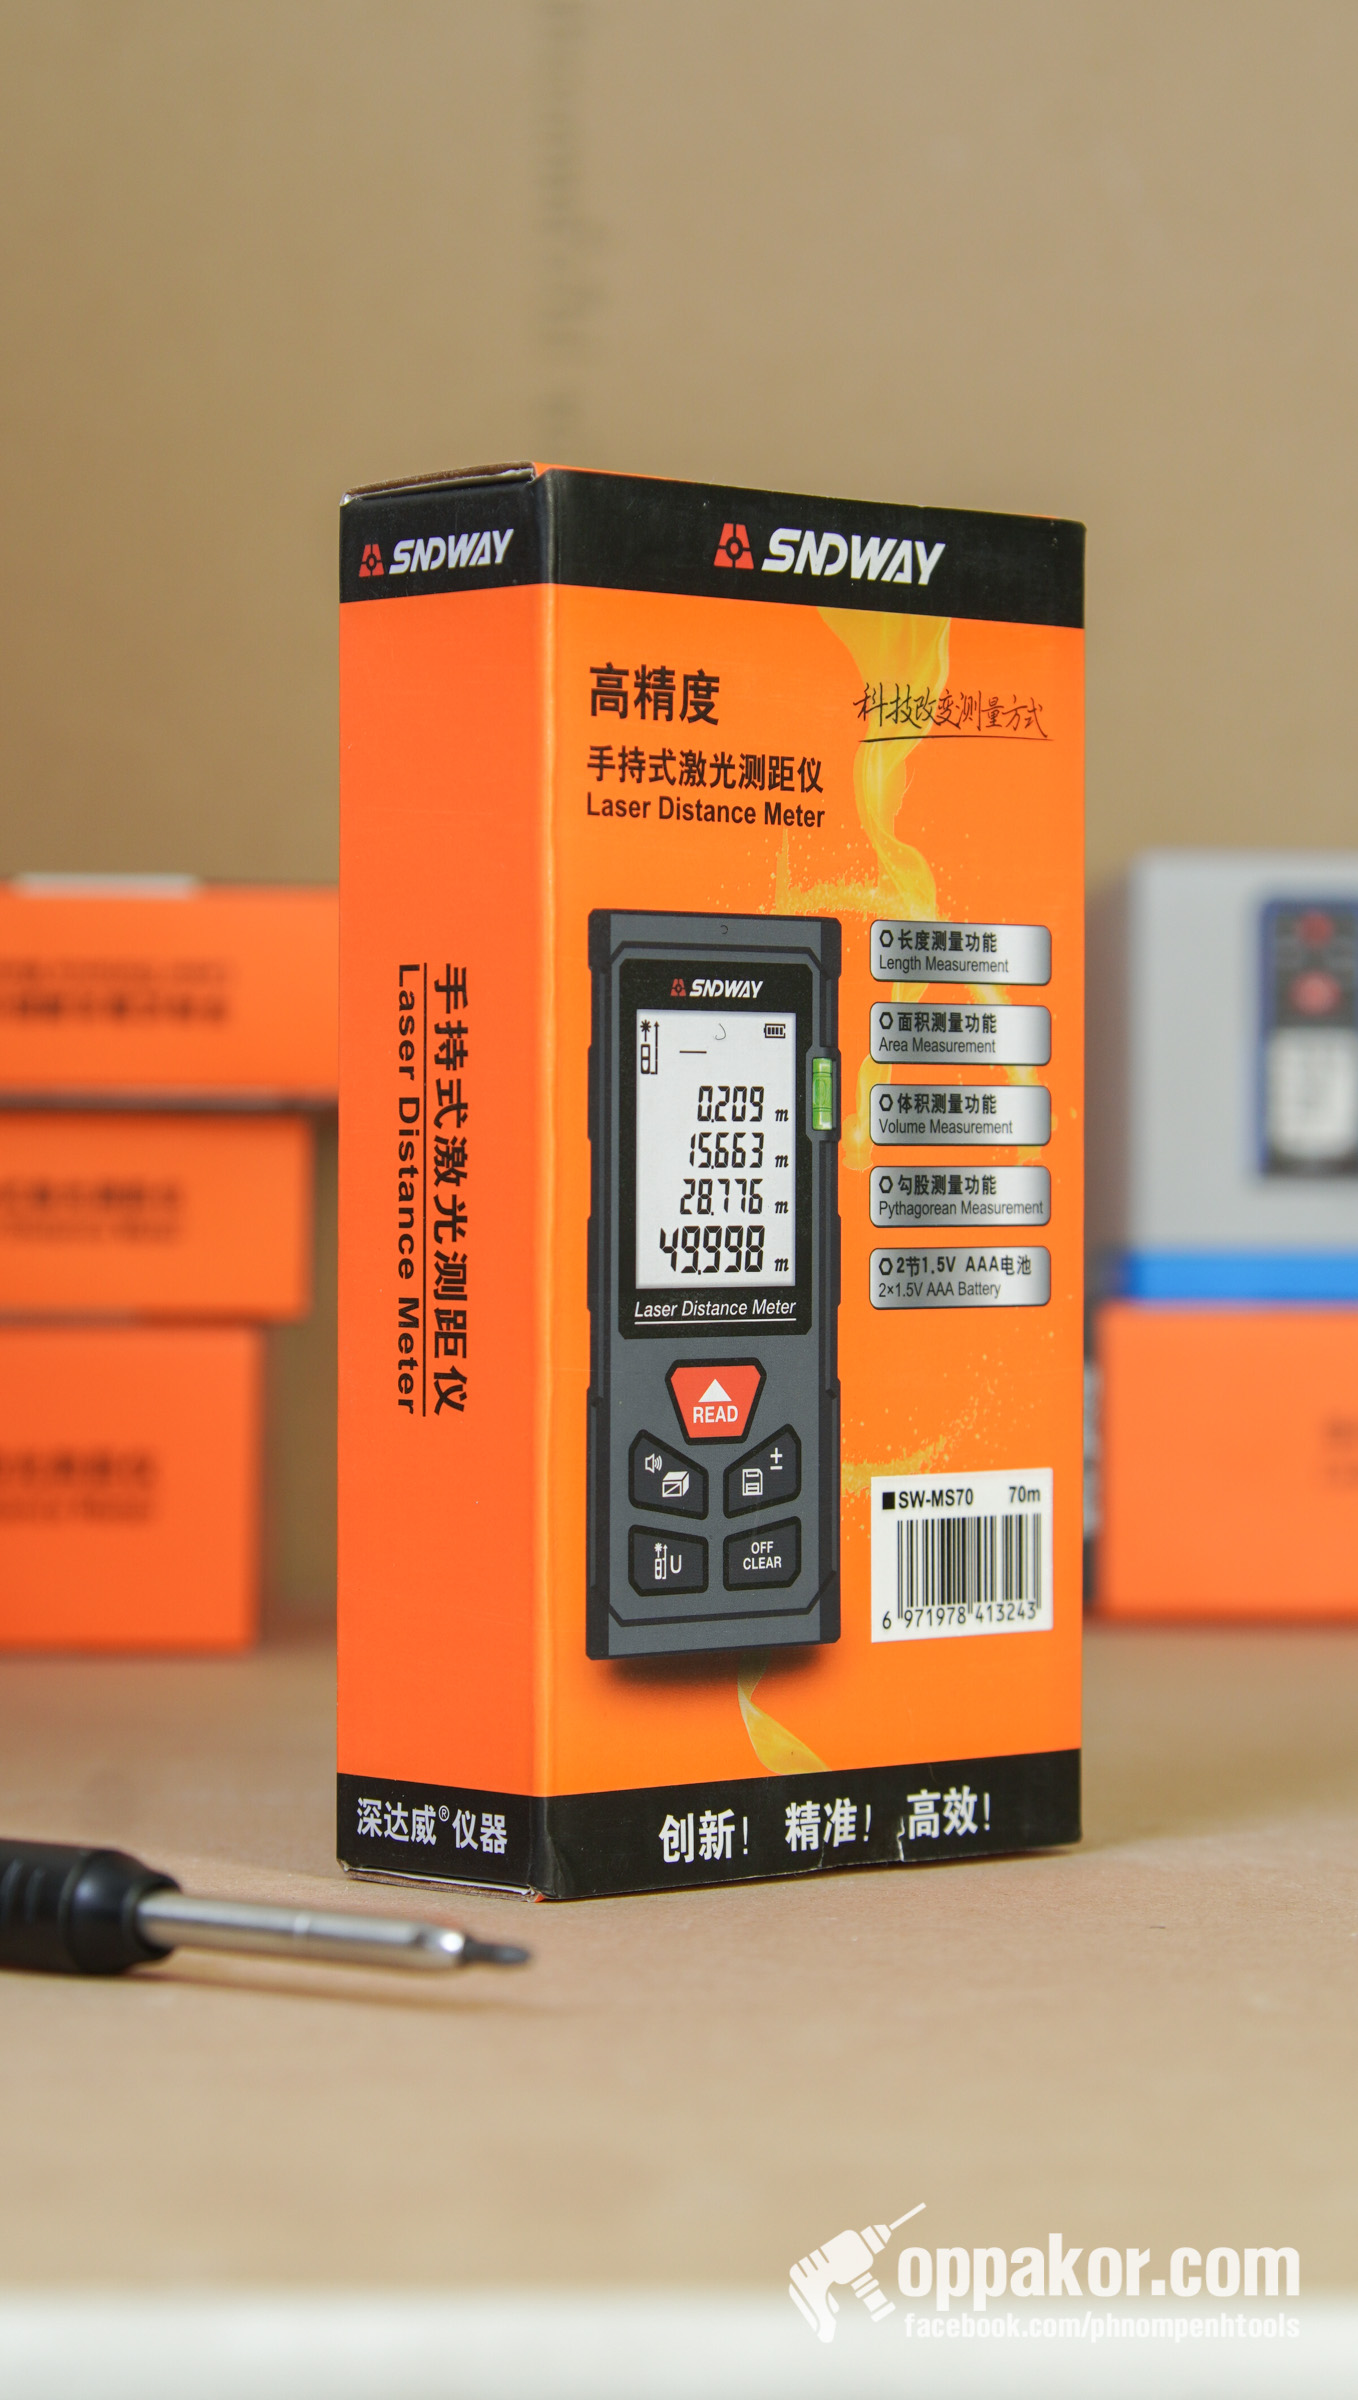 SNDWAY
手持式激光测距仪
Laser Distance Meter
深达威®仪器
SNDWAY
高精度
科技改变测量方式
手持式激光测距仪
Laser Distance Meter
SNDWAY
0.209 m
15.663 m
28.776 m
49.998 m
Laser Distance Meter
READ
U
OFF
CLEAR
长度测量功能
Length Measurement
面积测量功能
Area Measurement
体积测量功能
Volume Measurement
勾股测量功能
Pythagorean Measurement
2节1.5V AAA电池
2×1.5V AAA Battery
■SW-MS70 70m
6 971978 413243
创新! 精准! 高效!
oppakor.com
facebook.com/phnompenhtools